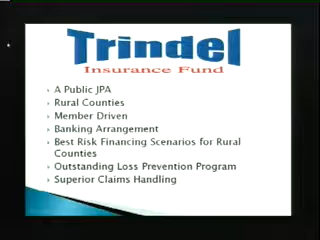 Trindel
Insurance Fund
A Public JPA
Rural Counties
Member Driven
Banking Arrangement
Best Risk Financing Scenarios for Rural
Counties
Outstanding Loss Prevention Program
Superior Claims Handling